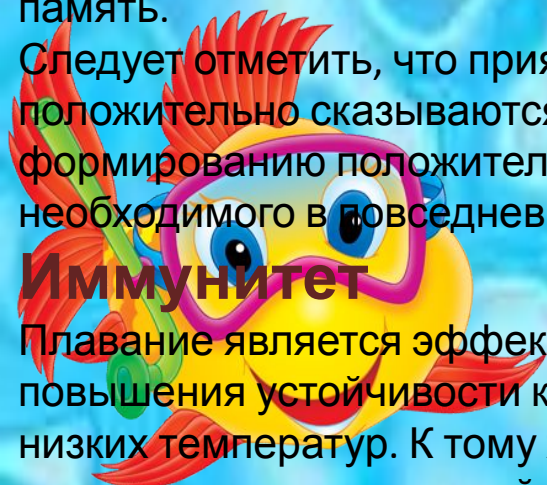 память.
Следует отметить, что прия
положительно сказываются
формированию положител
необходимого в повседнев
Иммунитет
Плавание является эффек
повышения устойчивости к
низких температур. К тому